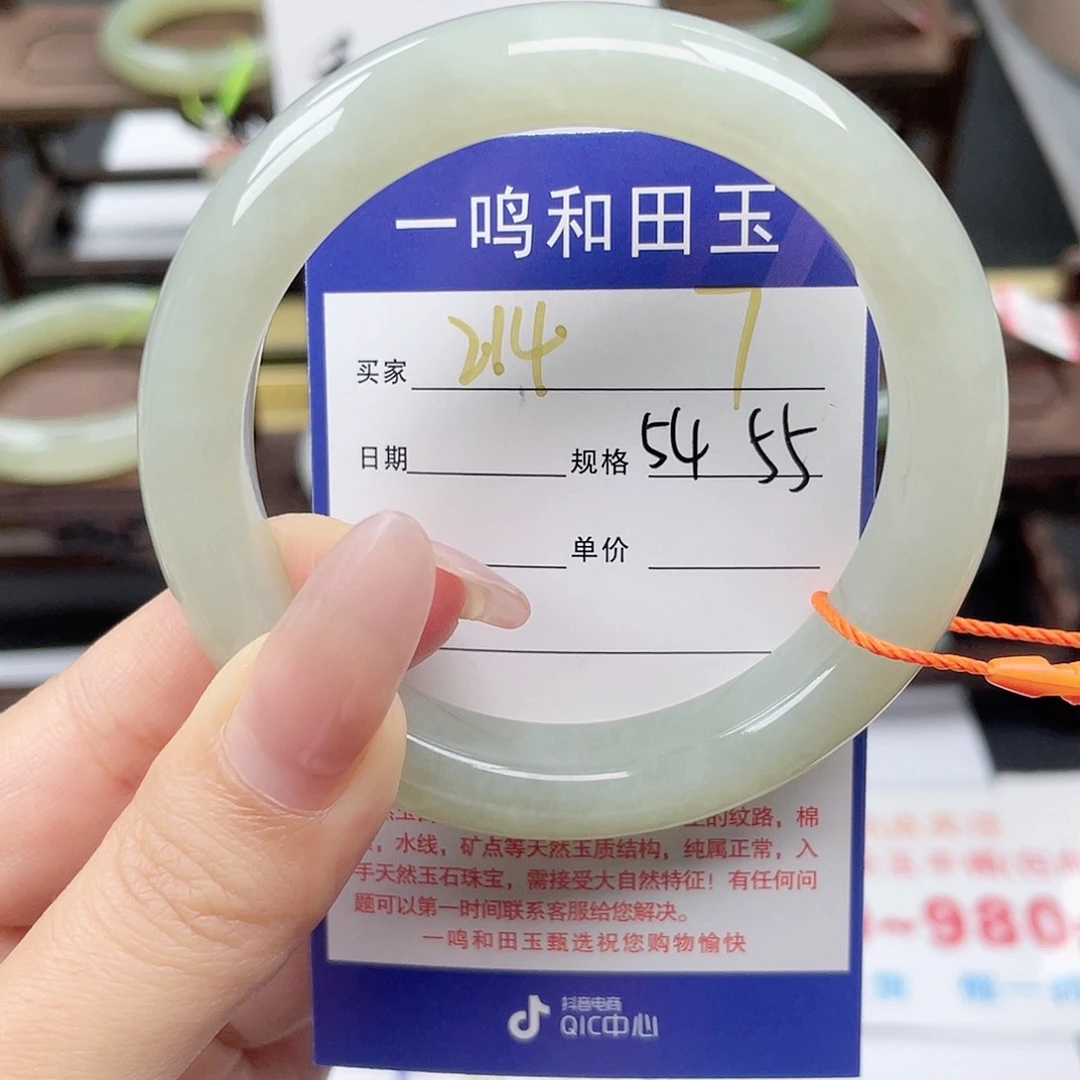 一鸣和田玉
买家 214 7
日期 规格 54 55
单价
的纹路，棉
，水线，矿点等天然玉质结构，纯属正常，入
手天然玉石珠宝，需接受大自然特征！有任何问
题可以第一时间联系客服给您解决。
一鸣和田玉甄选祝您购物愉快
抖音电商
QIC中心
~980